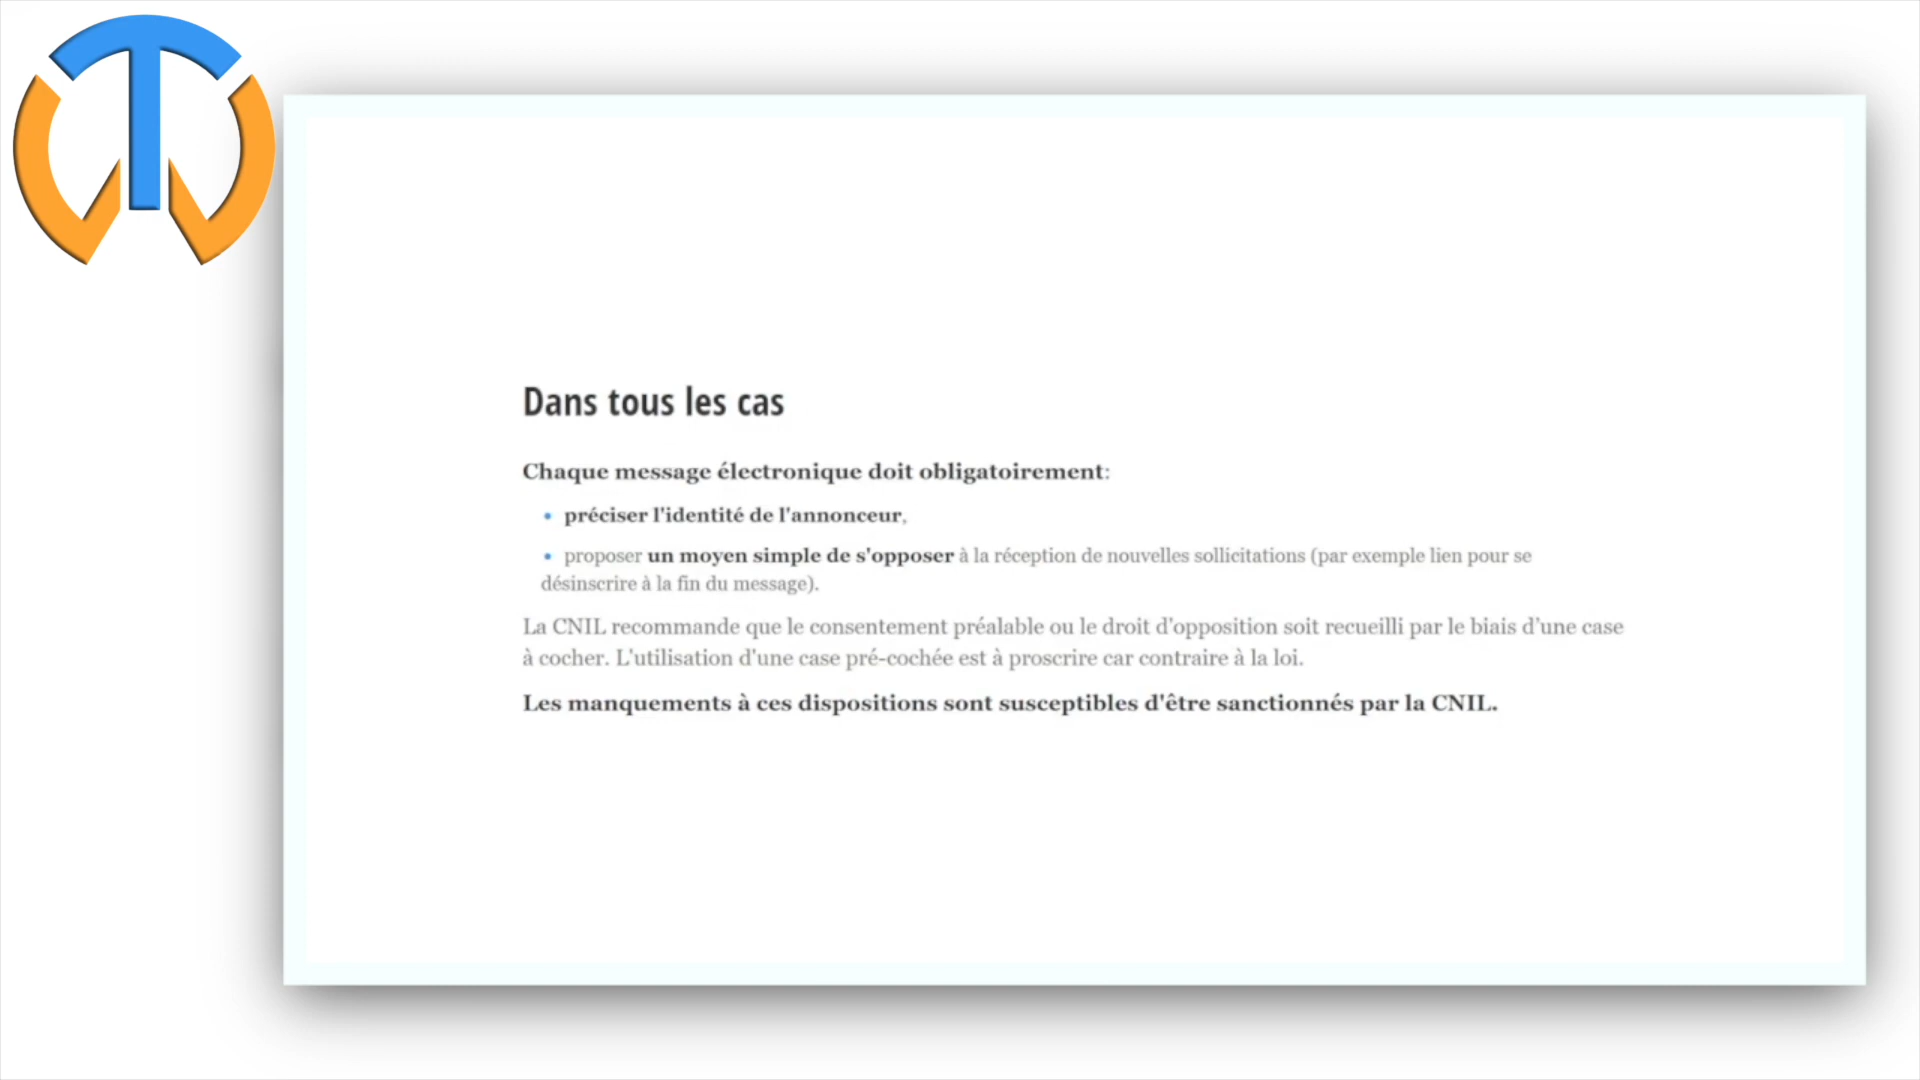 Dans tous les cas
Chaque message électronique doit obligatoirement:
• préciser l'identité de l'annonceur,
• proposer un moyen simple de s'opposer à la réception de nouvelles sollicitations (par exemple lien pour se
désinscrire à la fin du message).
La CNIL recommande que le consentement préalable ou le droit d'opposition soit recueilli par le biais d'une case
à cocher. L'utilisation d'une case pré-cochée est à proscrire car contraire à la loi.
Les manquements à ces dispositions sont susceptibles d'être sanctionnés par la CNIL.